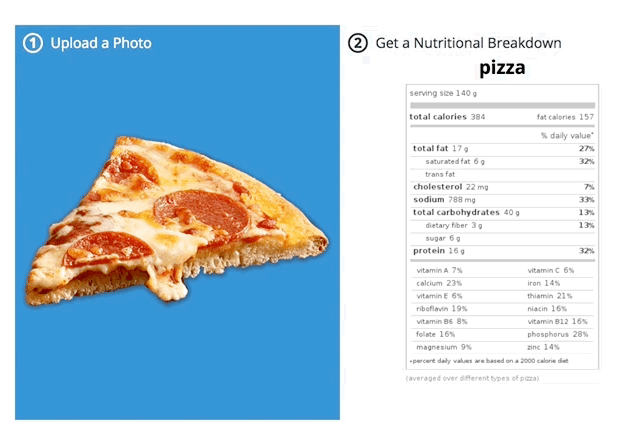 1 Upload a Photo
2 Get a Nutritional Breakdown
pizza
serving size 140 g
total calories 384 fat calories 157
% daily value*
total fat 17 g 27%
saturated fat 6 g 32%
trans fat
cholesterol 22 mg 7%
sodium 788 mg 33%
total carbohydrates 40 g 13%
dietary fiber 3 g 13%
sugar 6 g
protein 16 g 32%
vitamin A 7% vitamin C 6%
calcium 23% iron 14%
vitamin E 6% thiamin 21%
riboflavin 19% niacin 16%
vitamin B6 8% vitamin B12 16%
folate 16% phosphorus 28%
magnesium 9% zinc 14%
*percent daily values are based on a 2000 calorie diet
(averaged over different types of pizza)